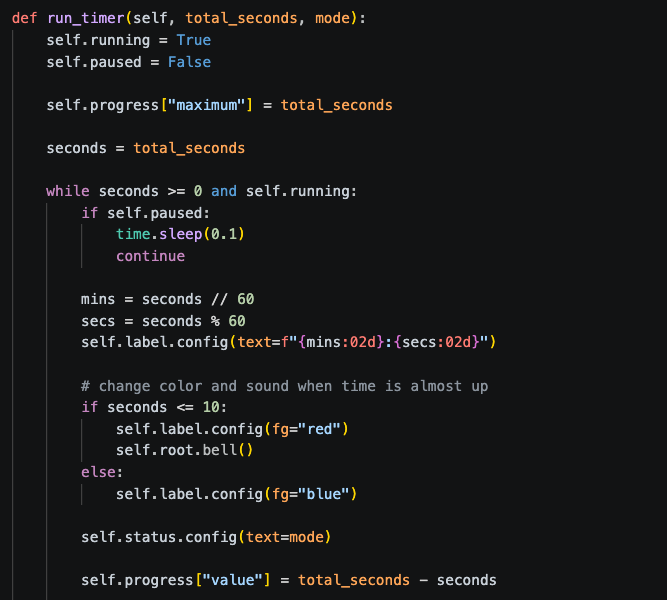 def run_timer(self, total_seconds, mode):
    self.running = True
    self.paused = False

    self.progress["maximum"] = total_seconds

    seconds = total_seconds

    while seconds >= 0 and self.running:
        if self.paused:
            time.sleep(0.1)
            continue

        mins = seconds // 60
        secs = seconds % 60
        self.label.config(text=f"{mins:02d}:{secs:02d}")

        # change color and sound when time is almost up
        if seconds <= 10:
            self.label.config(fg="red")
            self.root.bell()
        else:
            self.label.config(fg="blue")

        self.status.config(text=mode)

        self.progress["value"] = total_seconds - seconds